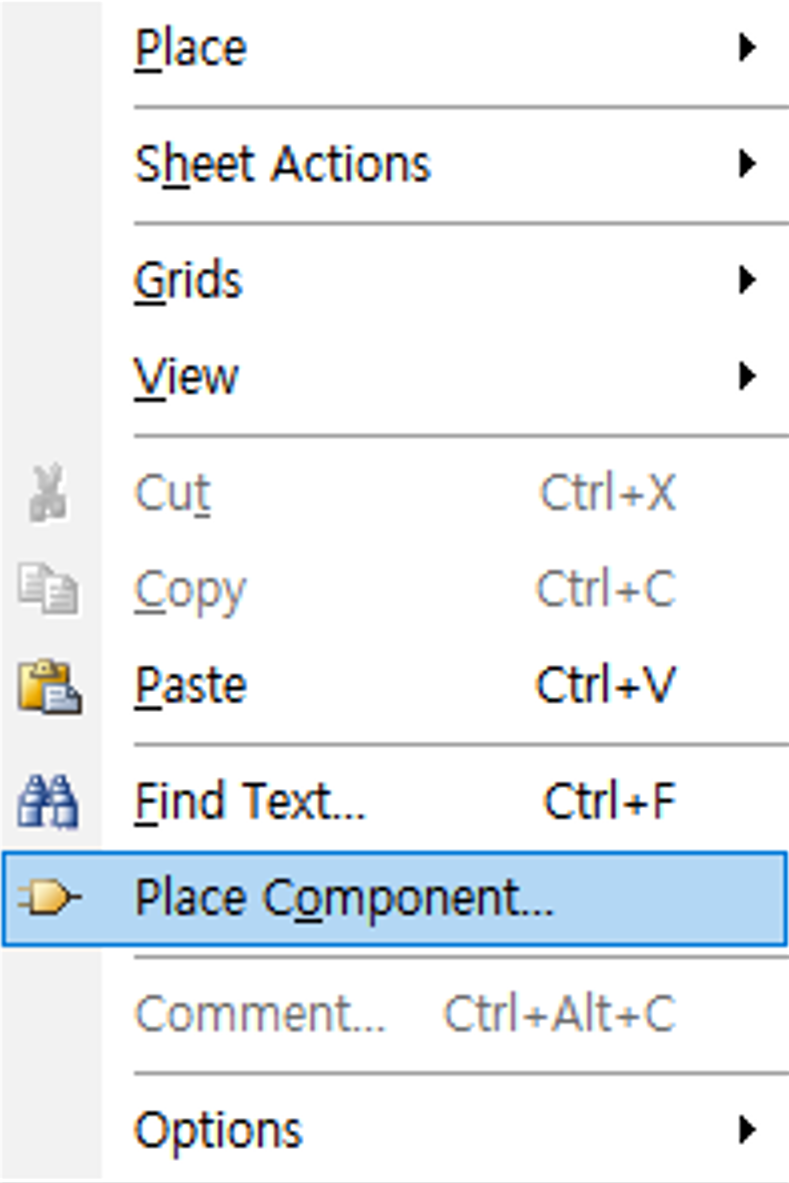 Place
Sheet Actions
Grids
View
Cut Ctrl+X
Copy Ctrl+C
Paste Ctrl+V
Find Text... Ctrl+F
Place Component...
Comment... Ctrl+Alt+C
Options